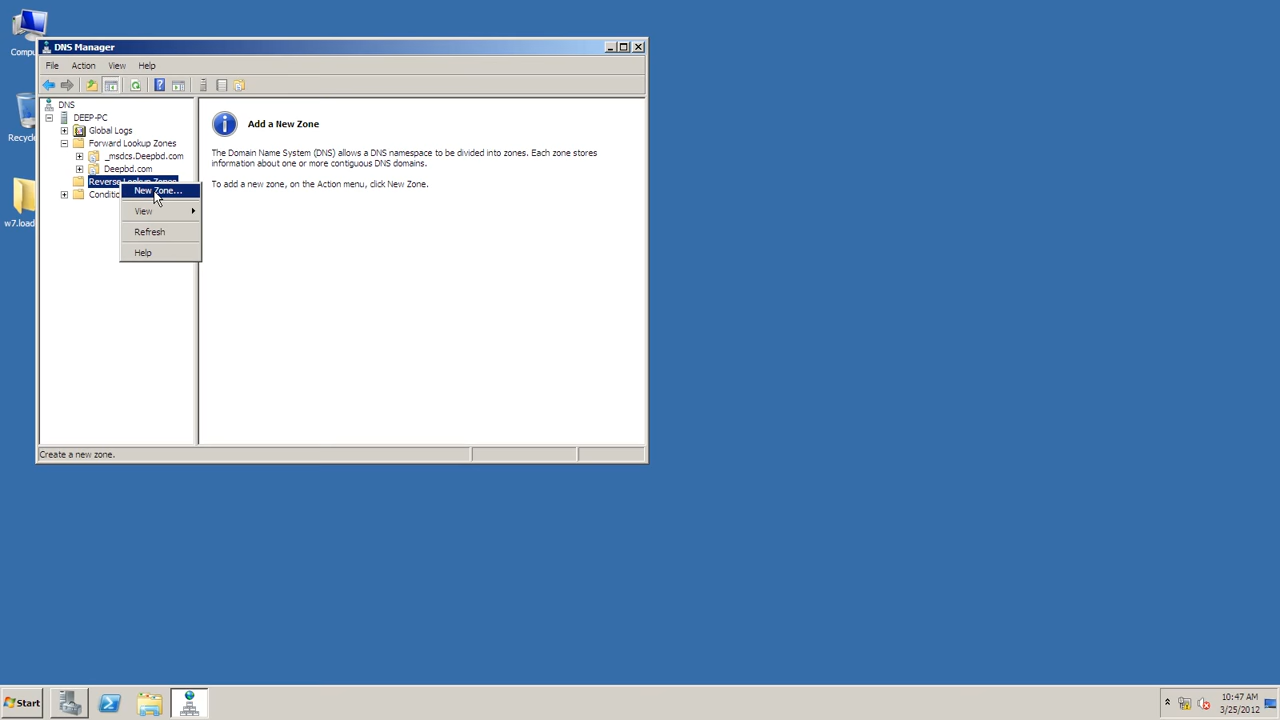 DNS Manager
File Action View Help
DNS
DEEP-PC
Global Logs
Forward Lookup Zones
_msdcs.Deepbd.com
Deepbd.com
New Zone...
View
Refresh
Help
Add a New Zone
The Domain Name System (DNS) allows a DNS namespace to be divided into zones. Each zone stores
information about one or more contiguous DNS domains.
To add a new zone, on the Action menu, click New Zone.
Create a new zone.
Start
10:47 AM
3/25/2012